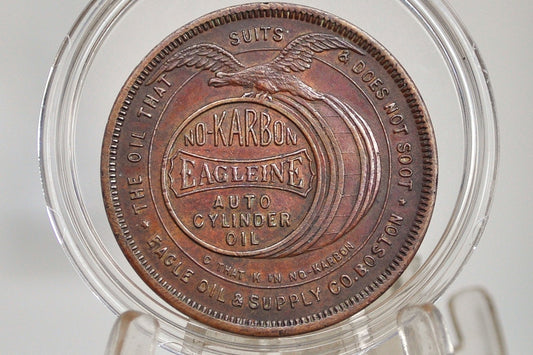 THE OIL THAT SUITS & DOES NOT SOOT
NO-KARBON
EAGLEINE
AUTO
CYLINDER
OIL
C THAT K IN NO-KARBON
EAGLE OIL & SUPPLY CO. BOSTON